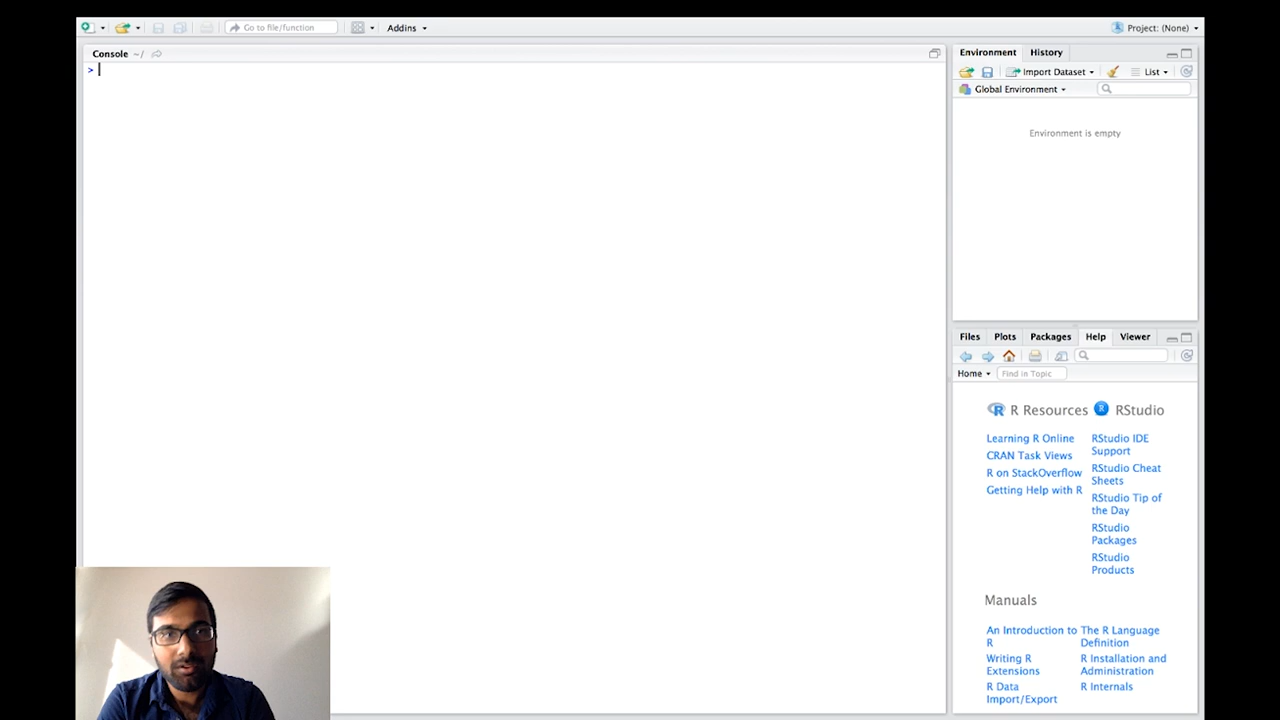 Go to file/function
Addins
Project: (None)
Console ~/
>
Environment History
Import Dataset List
Global Environment
Environment is empty
Files Plots Packages Help Viewer
Home Find in Topic
R Resources R RStudio
Learning R Online
CRAN Task Views
R on StackOverflow
Getting Help with R
RStudio IDE
Support
RStudio Cheat
Sheets
RStudio Tip of
the Day
RStudio
Packages
RStudio
Products
Manuals
An Introduction to
R
Writing R
Extensions
R Data
Import/Export
The R Language
Definition
R Installation and
Administration
R Internals